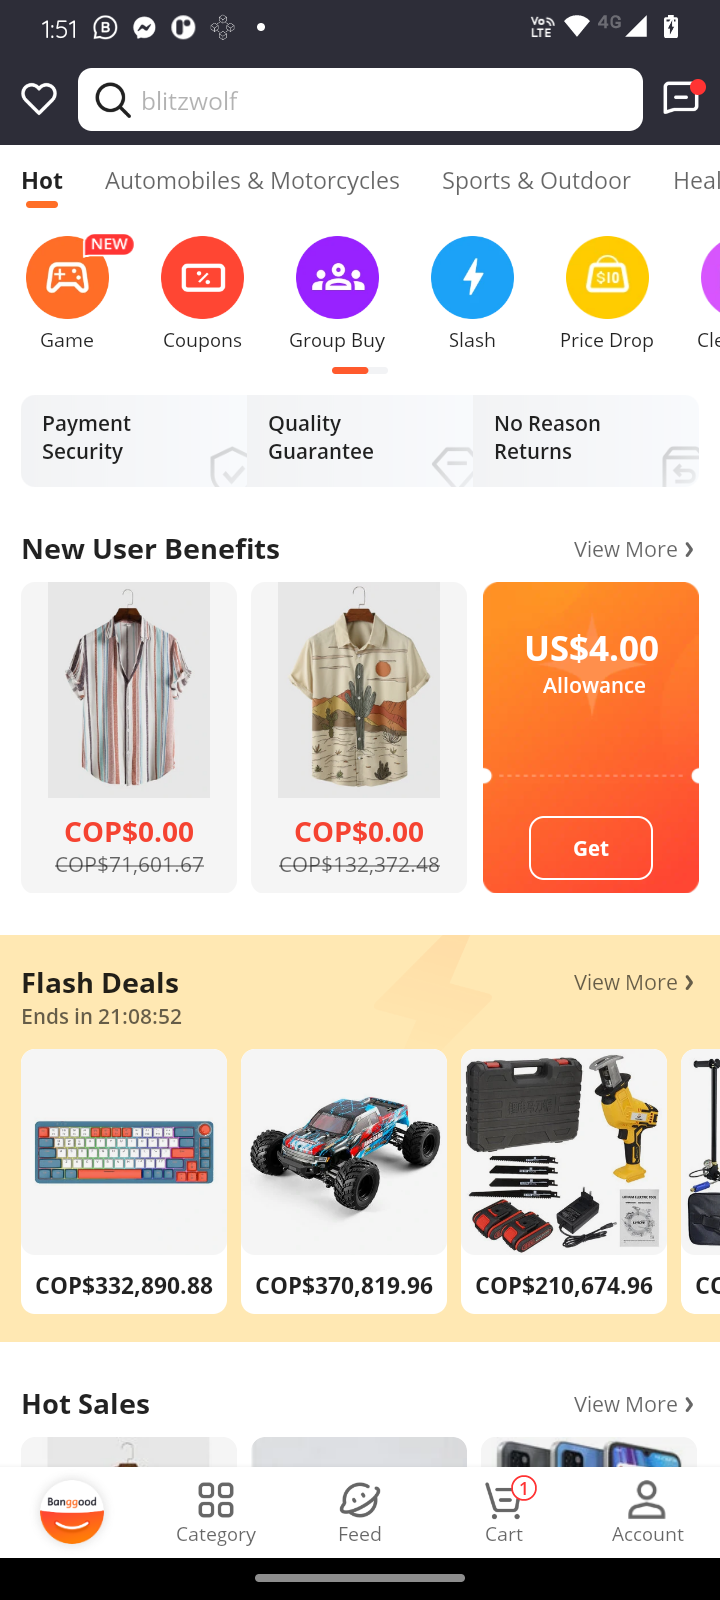 1:51
Vo)) LTE
4G
blitzwolf
Hot
Automobiles & Motorcycles
Sports & Outdoor
Heal
NEW
$10
Game
Coupons
Group Buy
Slash
Price Drop
Cle
Payment Security
Quality Guarantee
No Reason Returns
New User Benefits
View More
COP$0.00
COP$71,601.67
COP$0.00
COP$132,372.48
US$4.00
Allowance
Get
Flash Deals
View More
Ends in 21:08:52
COP$332,890.88
COP$370,819.96
COP$210,674.96
CO
Hot Sales
View More
Banggood
Category
Feed
1
Cart
Account